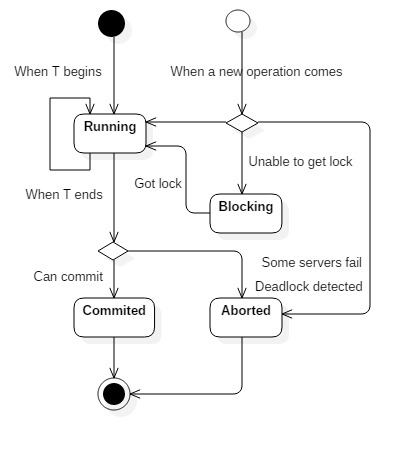 When T begins
When a new operation comes
Running
Unable to get lock
Got lock
When T ends
Blocking
Some servers fail
Deadlock detected
Can commit
Commited
Aborted